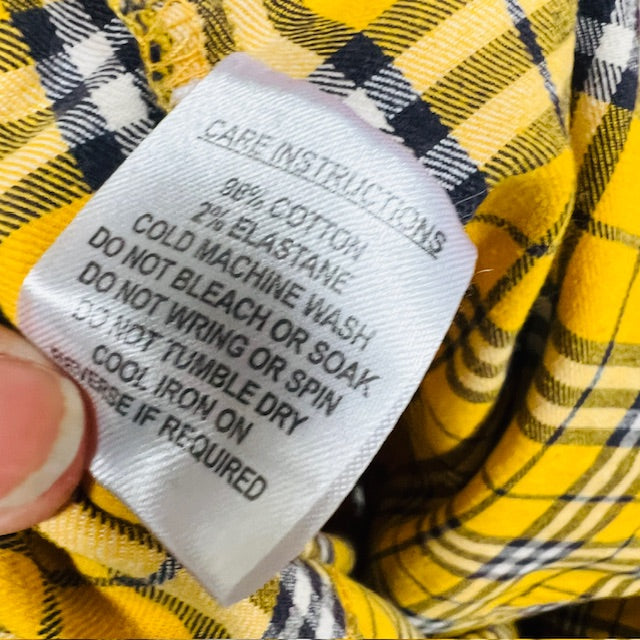 CARE INSTRUCTIONS
98% COTTON
2% ELASTANE
COLD MACHINE WASH
DO NOT BLEACH OR SOAK
DO NOT WRING OR SPIN
DO NOT TUMBLE DRY
COOL IRON ON
REVERSE IF REQUIRED